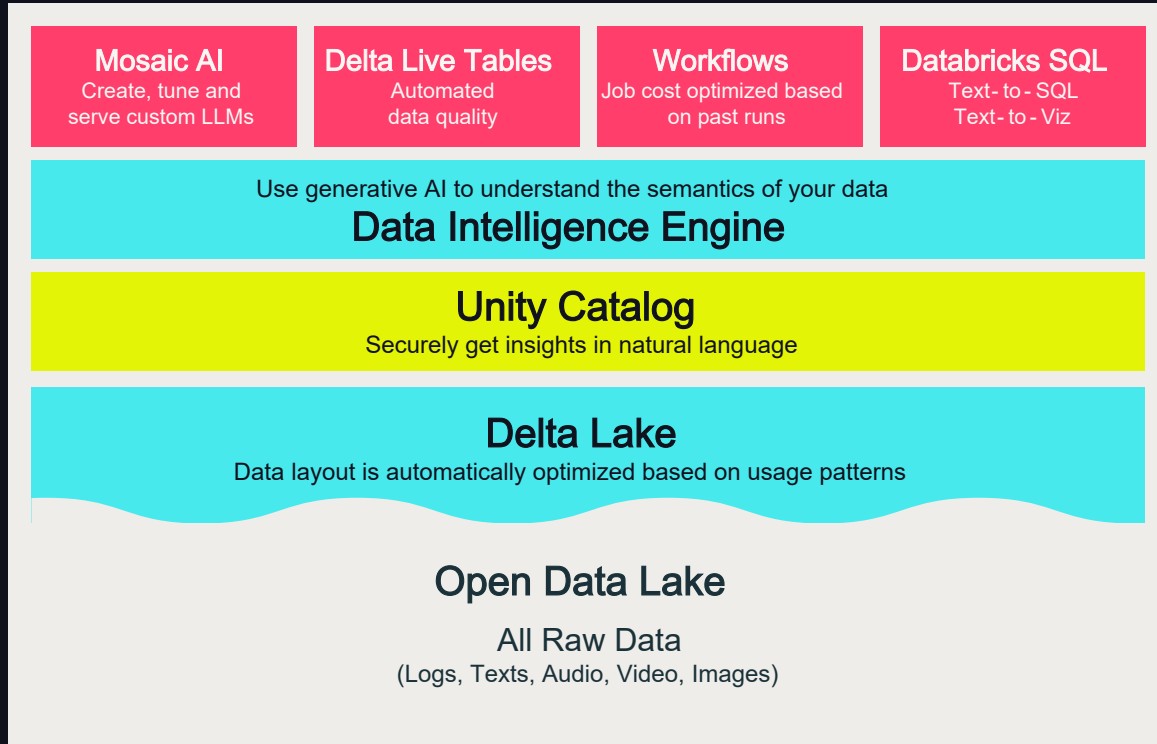 Mosaic AI
Create, tune and
serve custom LLMs
Delta Live Tables
Automated
data quality
Workflows
Job cost optimized based
on past runs
Databricks SQL
Text-to-SQL
Text-to-Viz
Use generative AI to understand the semantics of your data
Data Intelligence Engine
Unity Catalog
Securely get insights in natural language
Delta Lake
Data layout is automatically optimized based on usage patterns
Open Data Lake
All Raw Data
(Logs, Texts, Audio, Video, Images)